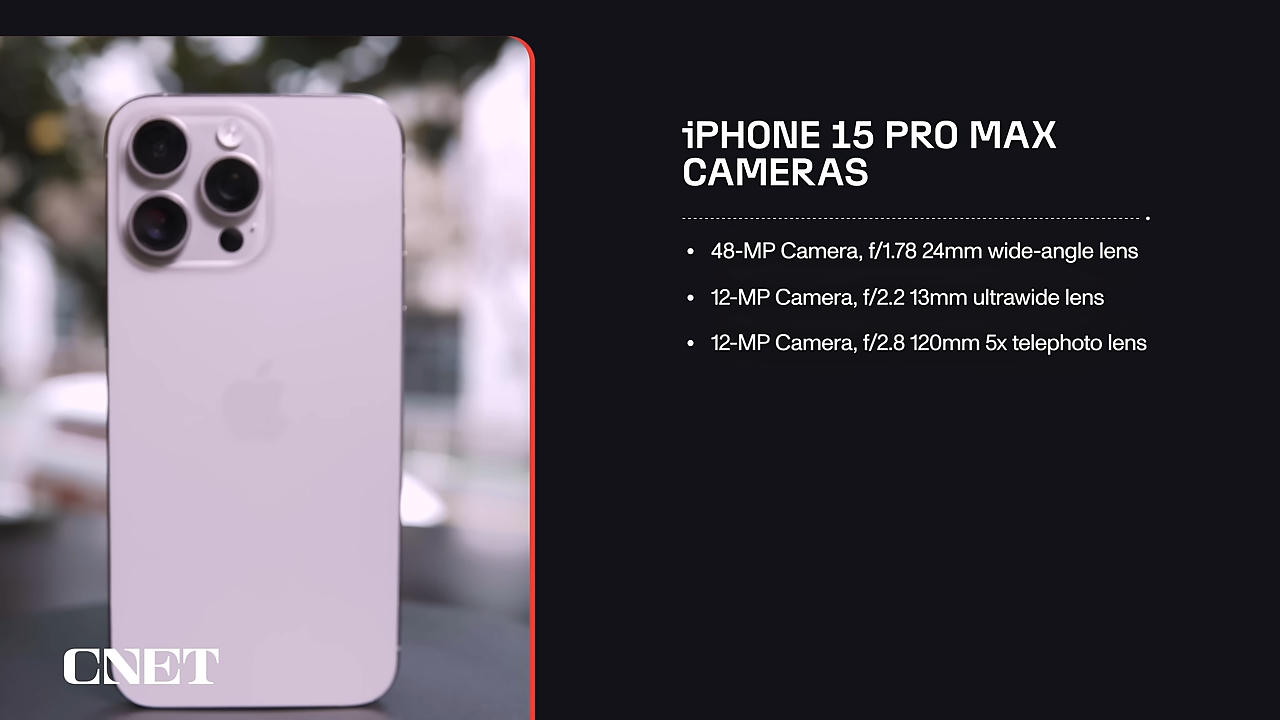 iPHONE 15 PRO MAX
CAMERAS
• 48-MP Camera, f/1.78 24mm wide-angle lens
• 12-MP Camera, f/2.2 13mm ultrawide lens
• 12-MP Camera, f/2.8 120mm 5x telephoto lens
CNET